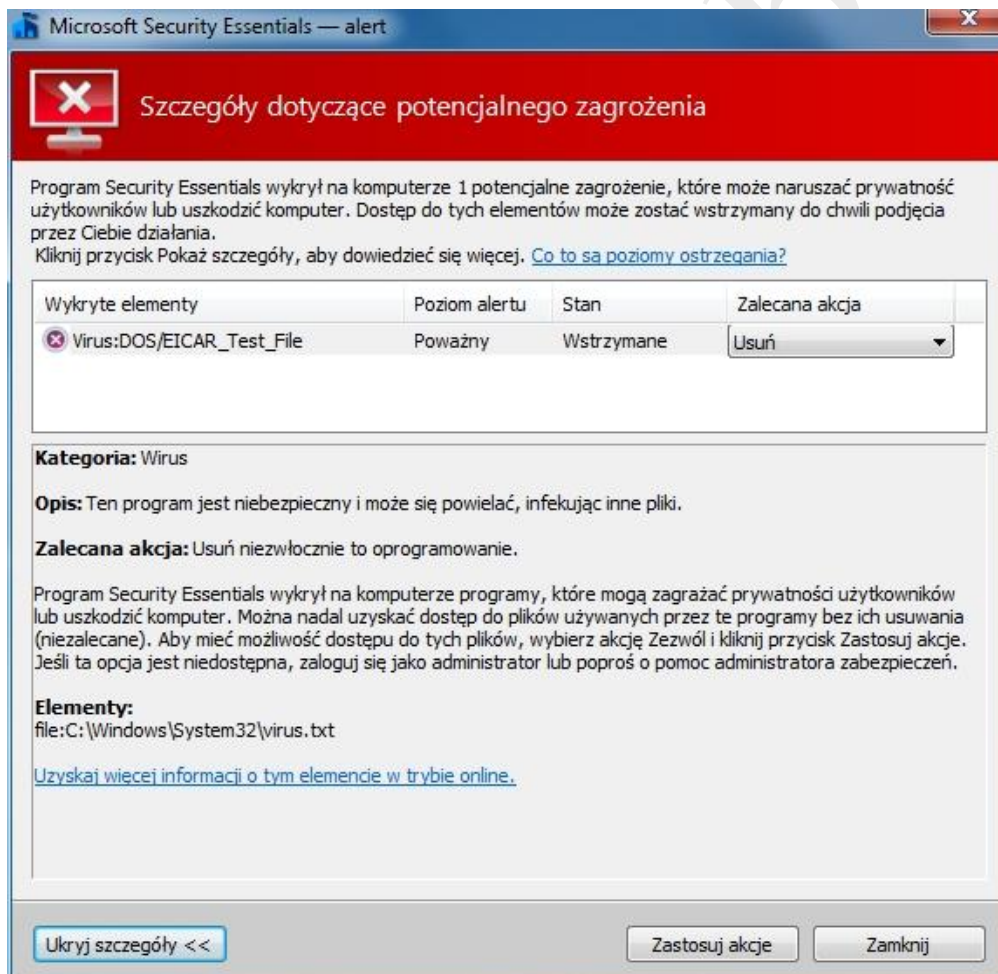 Microsoft Security Essentials — alert
Szczegóły dotyczące potencjalnego zagrożenia
Program Security Essentials wykrył na komputerze 1 potencjalne zagrożenie, które może naruszać prywatność
użytkowników lub uszkodzić komputer. Dostęp do tych elementów może zostać wstrzymany do chwili podjęcia
przez Ciebie działania.
Kliknij przycisk Pokaż szczegóły, aby dowiedzieć się więcej. Co to są poziomy ostrzegania?
Wykryte elementy Poziom alertu Stan Zalecana akcja
Virus:DOS/EICAR_Test_File Poważny Wstrzymane Usuń
Kategoria: Wirus
Opis: Ten program jest niebezpieczny i może się powielać, infekując inne pliki.
Zalecana akcja: Usuń niezwłocznie to oprogramowanie.
Program Security Essentials wykrył na komputerze programy, które mogą zagrażać prywatności użytkowników
lub uszkodzić komputer. Można nadal uzyskać dostęp do plików używanych przez te programy bez ich usuwania
(niezalecane). Aby mieć możliwość dostępu do tych plików, wybierz akcję Zezwól i kliknij przycisk Zastosuj akcje.
Jeśli ta opcja jest niedostępna, zaloguj się jako administrator lub poproś o pomoc administratora zabezpieczeń.
Elementy:
file:C:\Windows\System32\virus.txt
Uzyskaj więcej informacji o tym elemencie w trybie online.
Ukryj szczegóły << Zastosuj akcje Zamknij